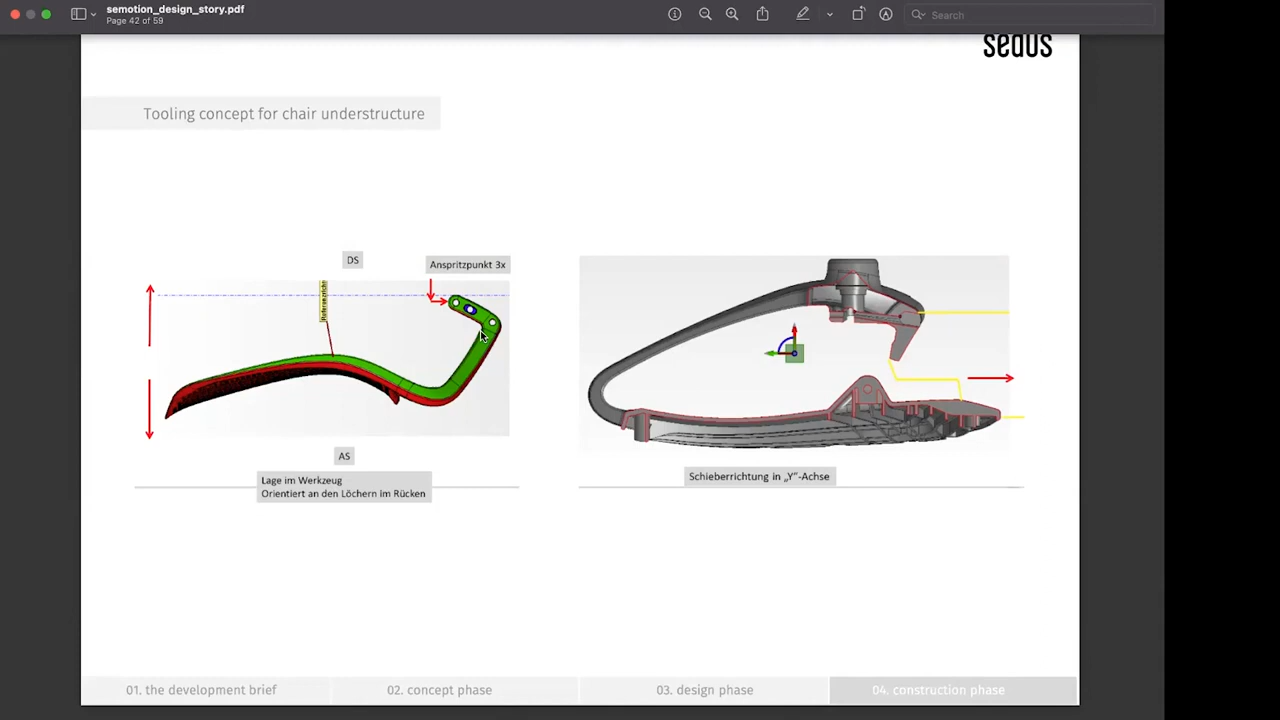 semotion_design_story.pdf
Page 42 of 59
Search
sedus
Tooling concept for chair understructure
DS
Anspritzpunkt 3x
AS
Lage im Werkzeug
Orientiert an den Löchern im Rücken
Schieberrichtung in „Y"-Achse
01. the development brief
02. concept phase
03. design phase
04. construction phase